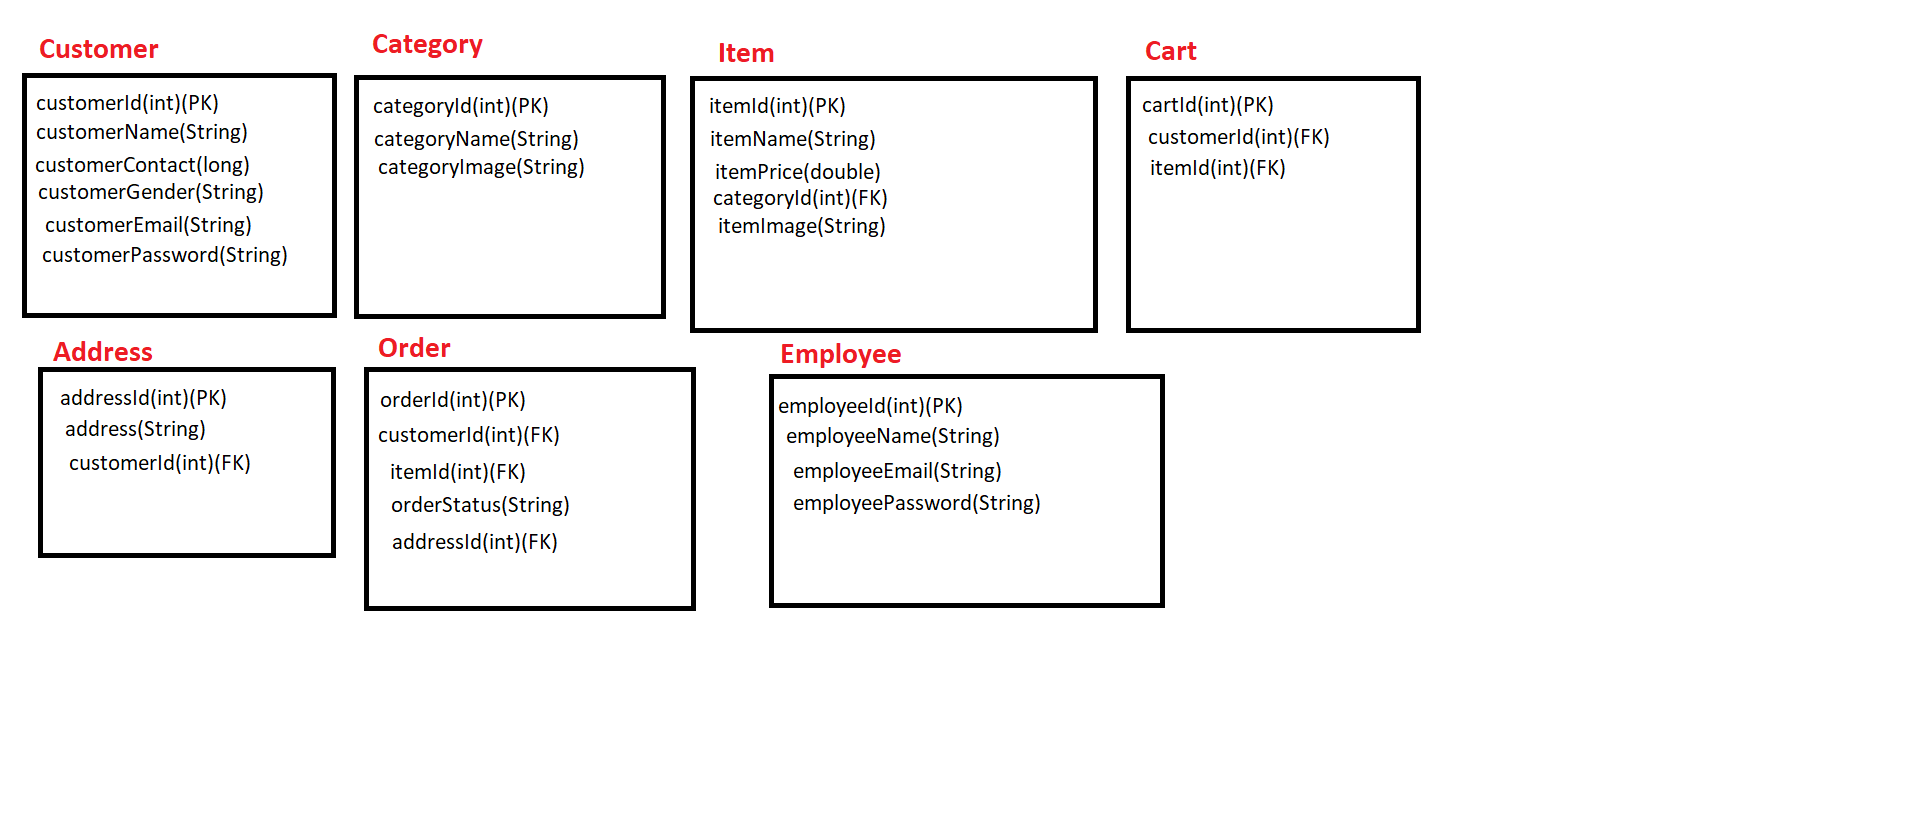 Customer
customerId(int)(PK)
customerName(String)
customerContact(long)
customerGender(String)
customerEmail(String)
customerPassword(String)
Category
categoryId(int)(PK)
categoryName(String)
categoryImage(String)
Item
itemId(int)(PK)
itemName(String)
itemPrice(double)
categoryId(int)(FK)
itemImage(String)
Cart
cartId(int)(PK)
customerId(int)(FK)
itemId(int)(FK)
Address
addressId(int)(PK)
address(String)
customerId(int)(FK)
Order
orderId(int)(PK)
customerId(int)(FK)
itemId(int)(FK)
orderStatus(String)
addressId(int)(FK)
Employee
employeeId(int)(PK)
employeeName(String)
employeeEmail(String)
employeePassword(String)